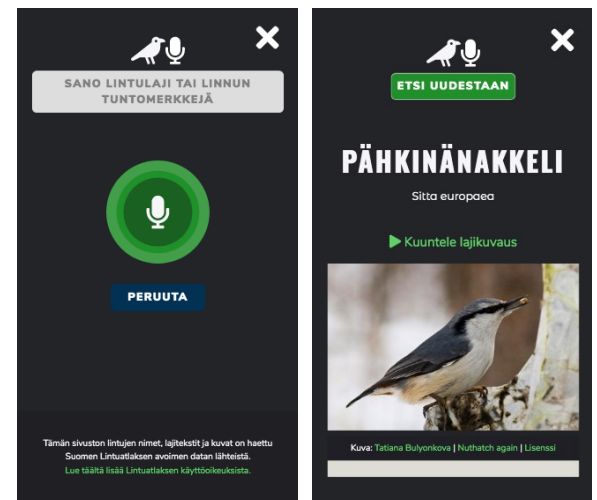 SANO LINTULAJI TAI LINNUN
TUNTOMERKKEJÄ
PERUUTA
Tämän sivuston lintujen nimet, lajitekstit ja kuvat on haettu
Suomen Lintuatlaksen avoimen datan lähteistä.
Lue täältä lisää Lintuatlaksen käyttöoikeuksista.
ETSI UUDESTAAN
PÄHKINÄNAKKELI
Sitta europaea
Kuuntele lajikuvaus
Kuva: Tatiana Bulyonkova | Nuthatch again | Lisenssi